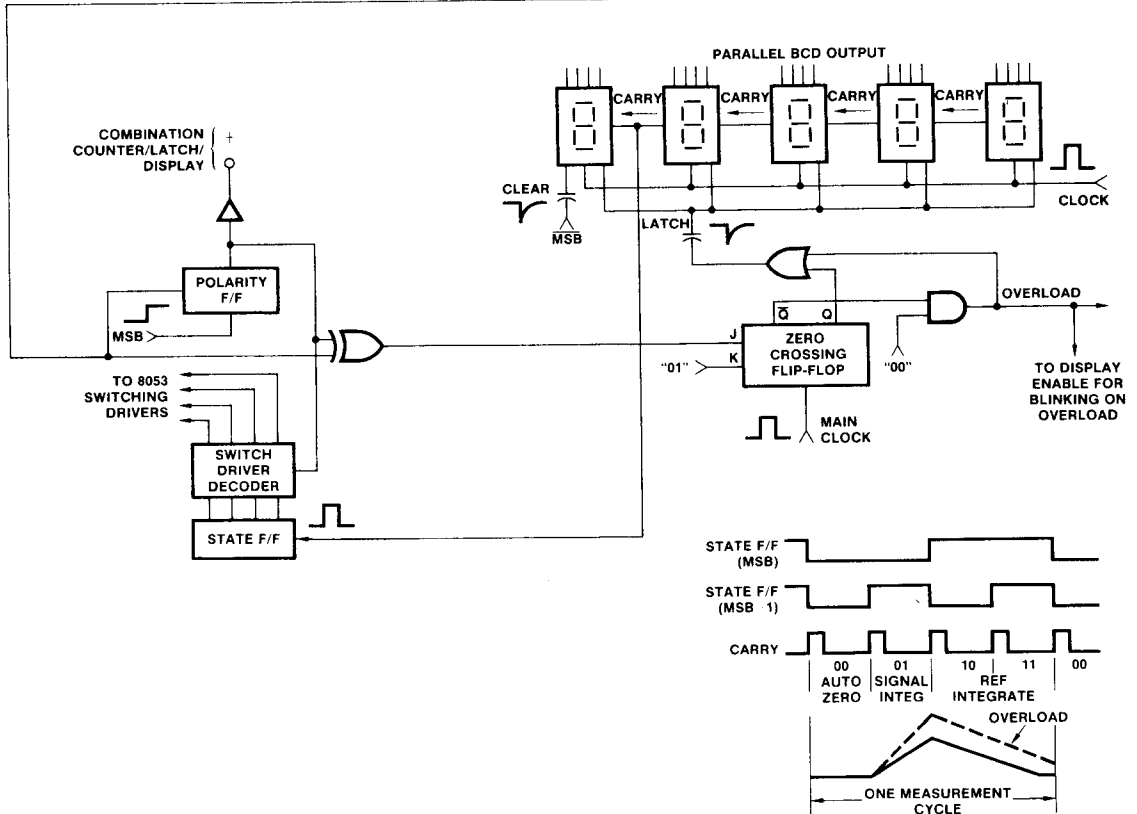 PARALLEL BCD OUTPUT
CARRY
CARRY
CARRY
CARRY
COMBINATION
COUNTER/LATCH/
DISPLAY
+
CLEAR
MSB
LATCH
CLOCK
POLARITY
F/F
MSB
Q Q
OVERLOAD
J
K
ZERO
CROSSING
FLIP-FLOP
"01"
"00"
TO DISPLAY
ENABLE FOR
BLINKING ON
OVERLOAD
MAIN
CLOCK
TO 8053
SWITCHING
DRIVERS
SWITCH
DRIVER
DECODER
STATE F/F
STATE F/F
(MSB)
STATE F/F
(MSB 1)
CARRY
00 01 10 11 00
AUTO
ZERO
SIGNAL
INTEG
REF
INTEGRATE
OVERLOAD
ONE MEASUREMENT
CYCLE